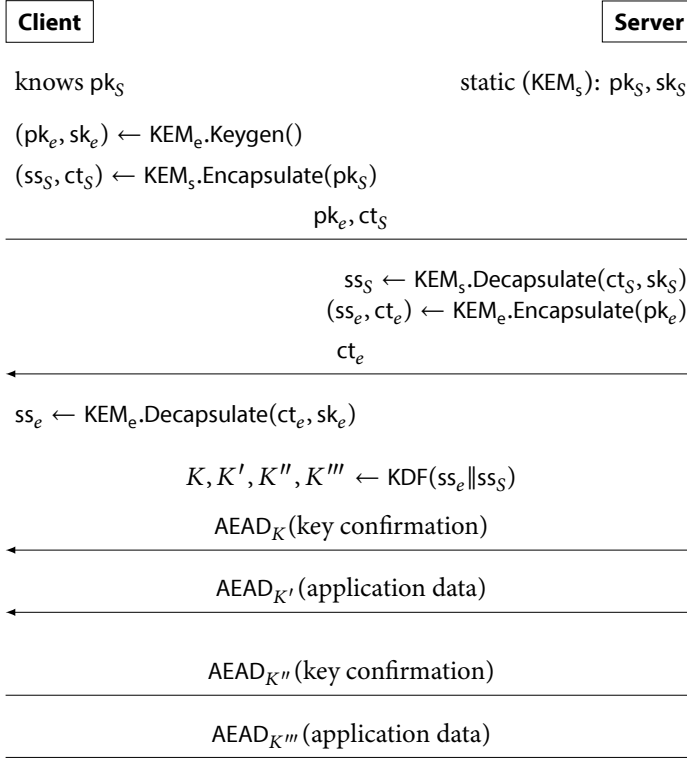 Client
Server
knows pk_S
static (KEM_s): pk_S, sk_S
(pk_e, sk_e) ← KEM_e.Keygen()
(ss_S, ct_S) ← KEM_s.Encapsulate(pk_S)
pk_e, ct_S
ss_S ← KEM_s.Decapsulate(ct_S, sk_S)
(ss_e, ct_e) ← KEM_e.Encapsulate(pk_e)
ct_e
ss_e ← KEM_e.Decapsulate(ct_e, sk_e)
K, K′, K″, K‴ ← KDF(ss_e‖ss_S)
AEAD_K(key confirmation)
AEAD_K′(application data)
AEAD_K″(key confirmation)
AEAD_K‴(application data)